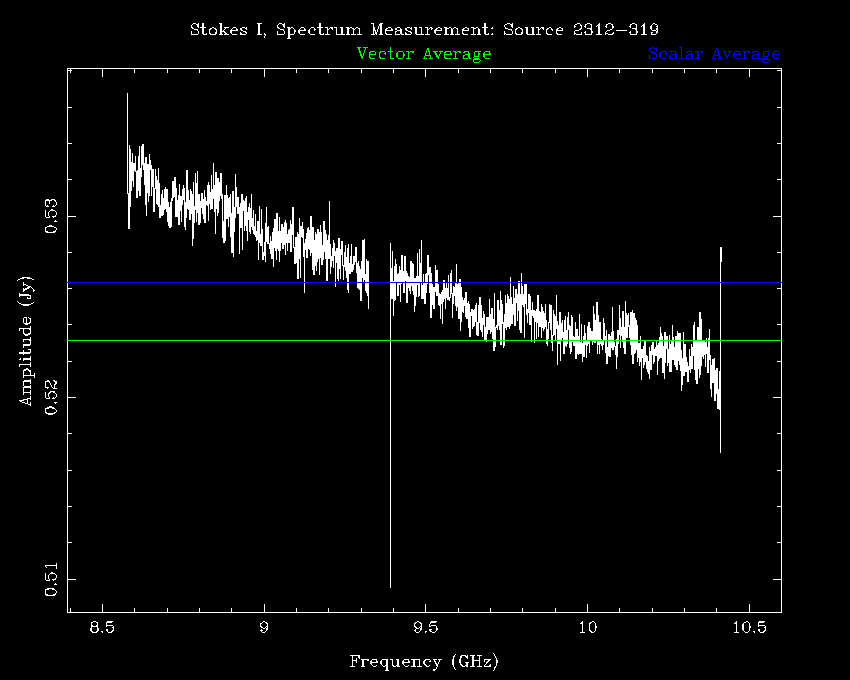 Stokes I, Spectrum Measurement: Source 2312-319
Vector Average Scalar Average
Amplitude (Jy)
0.53
0.52
0.51
8.5 9 9.5 10 10.5
Frequency (GHz)